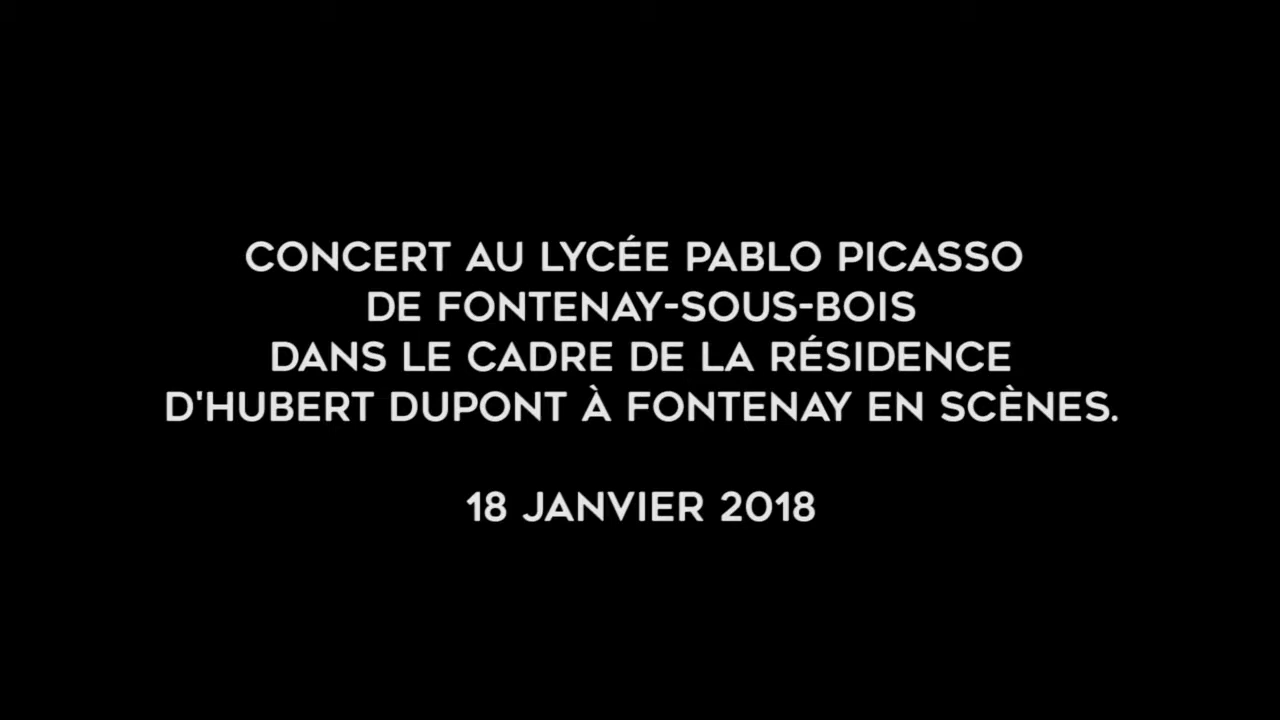 CONCERT AU LYCÉE PABLO PICASSO
DE FONTENAY-SOUS-BOIS
DANS LE CADRE DE LA RÉSIDENCE
D'HUBERT DUPONT À FONTENAY EN SCÈNES.
18 JANVIER 2018